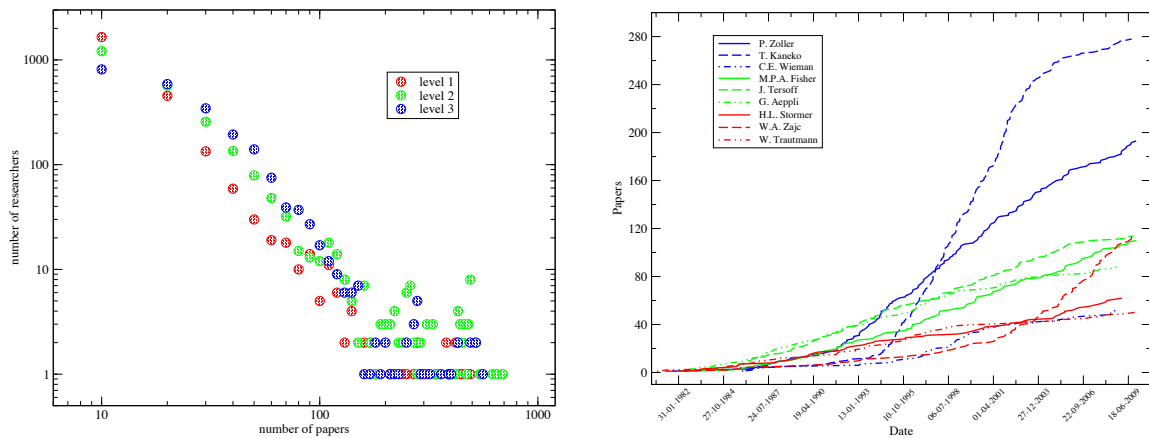 1000
100
10
1
number of researchers
level 1
level 2
level 3
10
100
1000
number of papers
280
240
200
160
120
80
40
0
Papers
P. Zoller
T. Kaneko
C.E. Wieman
M.P.A. Fisher
J. Tersoff
G. Aeppli
H.L. Stormer
W.A. Zajc
W. Trautmann
31-01-1982
27-10-1984
24-07-1987
19-04-1990
13-01-1993
10-10-1995
06-07-1998
01-04-2001
27-12-2003
22-09-2006
18-06-2009
Date